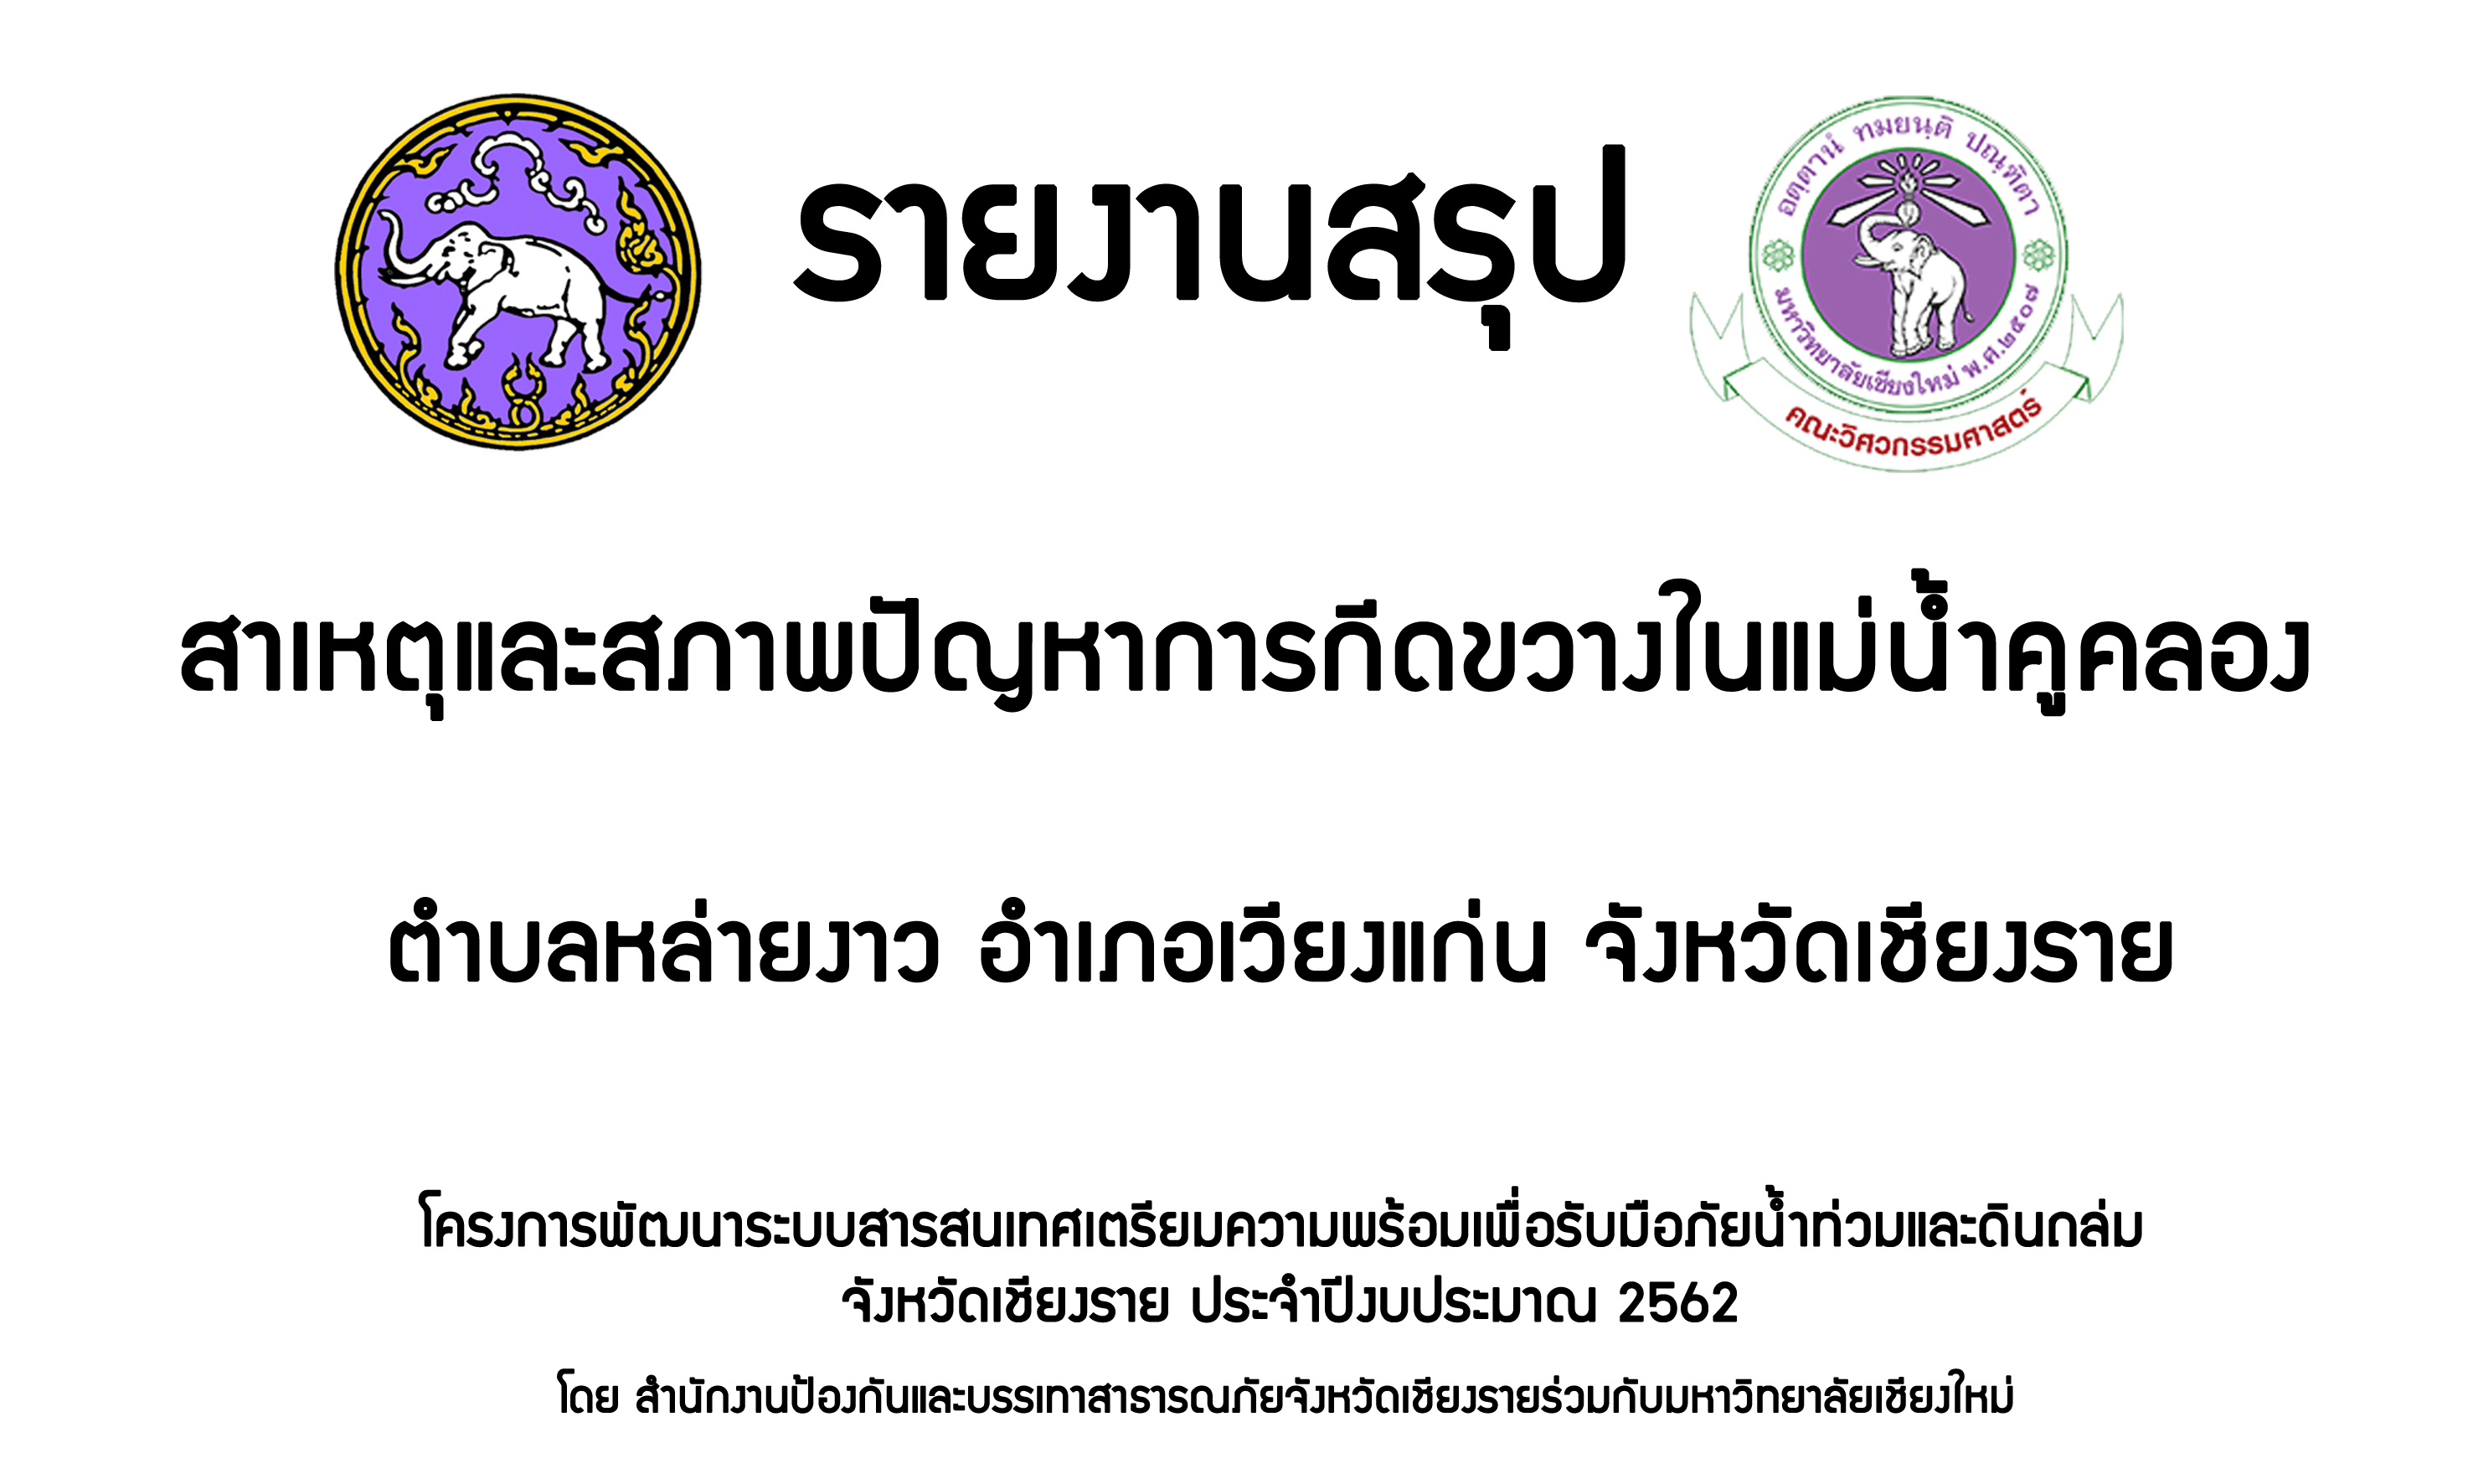 รายงานสรุป
อตฺตานํ ทมยนฺติ ปณฺฑิตา
มหาวิทยาลัยเชียงใหม่ พ.ศ.๒๕๐๗
คณะวิศวกรรมศาสตร์
สาเหตุและสภาพปัญหาการกีดขวางในแม่น้ำคูคลอง
ตำบลหล่ายงาว อำเภอเวียงแก่น จังหวัดเชียงราย
โครงการพัฒนาระบบสารสนเทศเตรียมความพร้อมเพื่อรับมือภัยน้ำท่วมและดินถล่ม
จังหวัดเชียงราย ประจำปีงบประมาณ 2562
โดย สำนักงานป้องกันและบรรเทาสาธารณภัยจังหวัดเชียงรายร่วมกับมหาวิทยาลัยเชียงใหม่